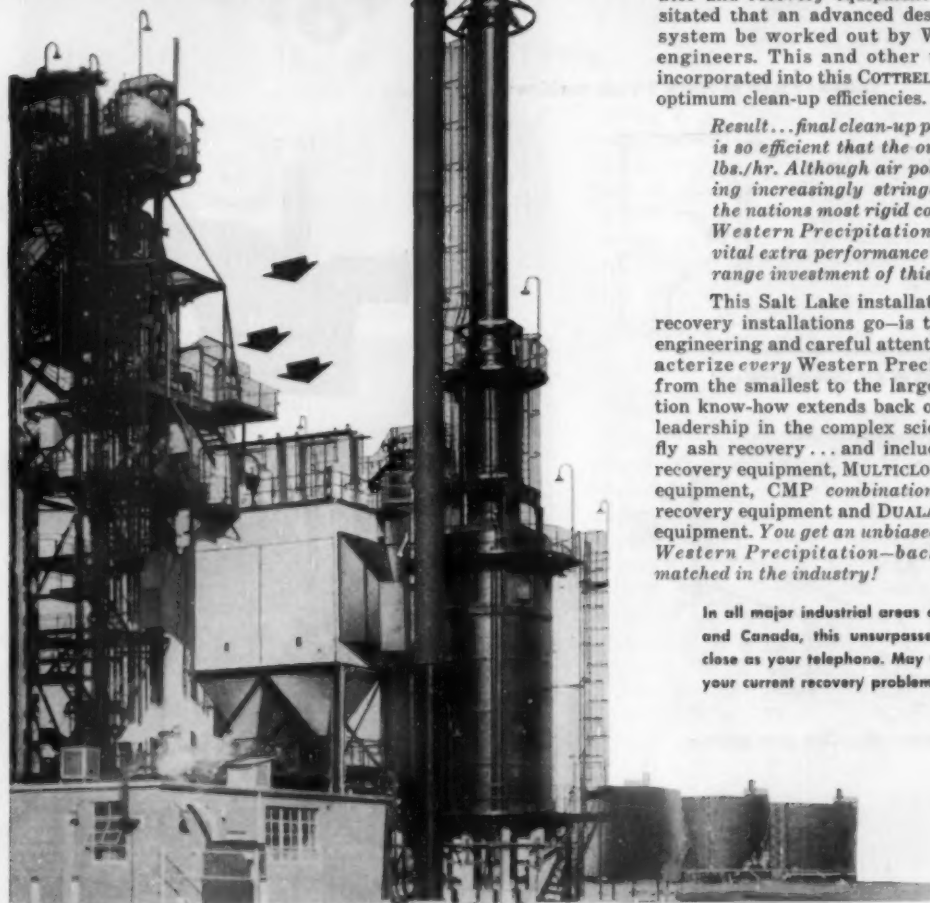 sitated that an advanced des
system be worked out by W
engineers. This and other
incorporated into this COTTREL
optimum clean-up efficiencies.
Result...final clean-up p
is so efficient that the o
lbs./hr. Although air po
ing increasingly string
the nations most rigid co
Western Precipitation
vital extra performance
range investment of this
This Salt Lake installat
recovery installations go—is t
engineering and careful attent
acterize every Western Prec
from the smallest to the large
tion know-how extends back o
leadership in the complex scie
fly ash recovery...and includ
recovery equipment, MULTICLO
equipment, CMP combination
recovery equipment and DUALA
equipment. You get an unbiased
Western Precipitation—bac
matched in the industry!
In all major industrial areas
and Canada, this unsurpasse
close as your telephone. May
your current recovery problem